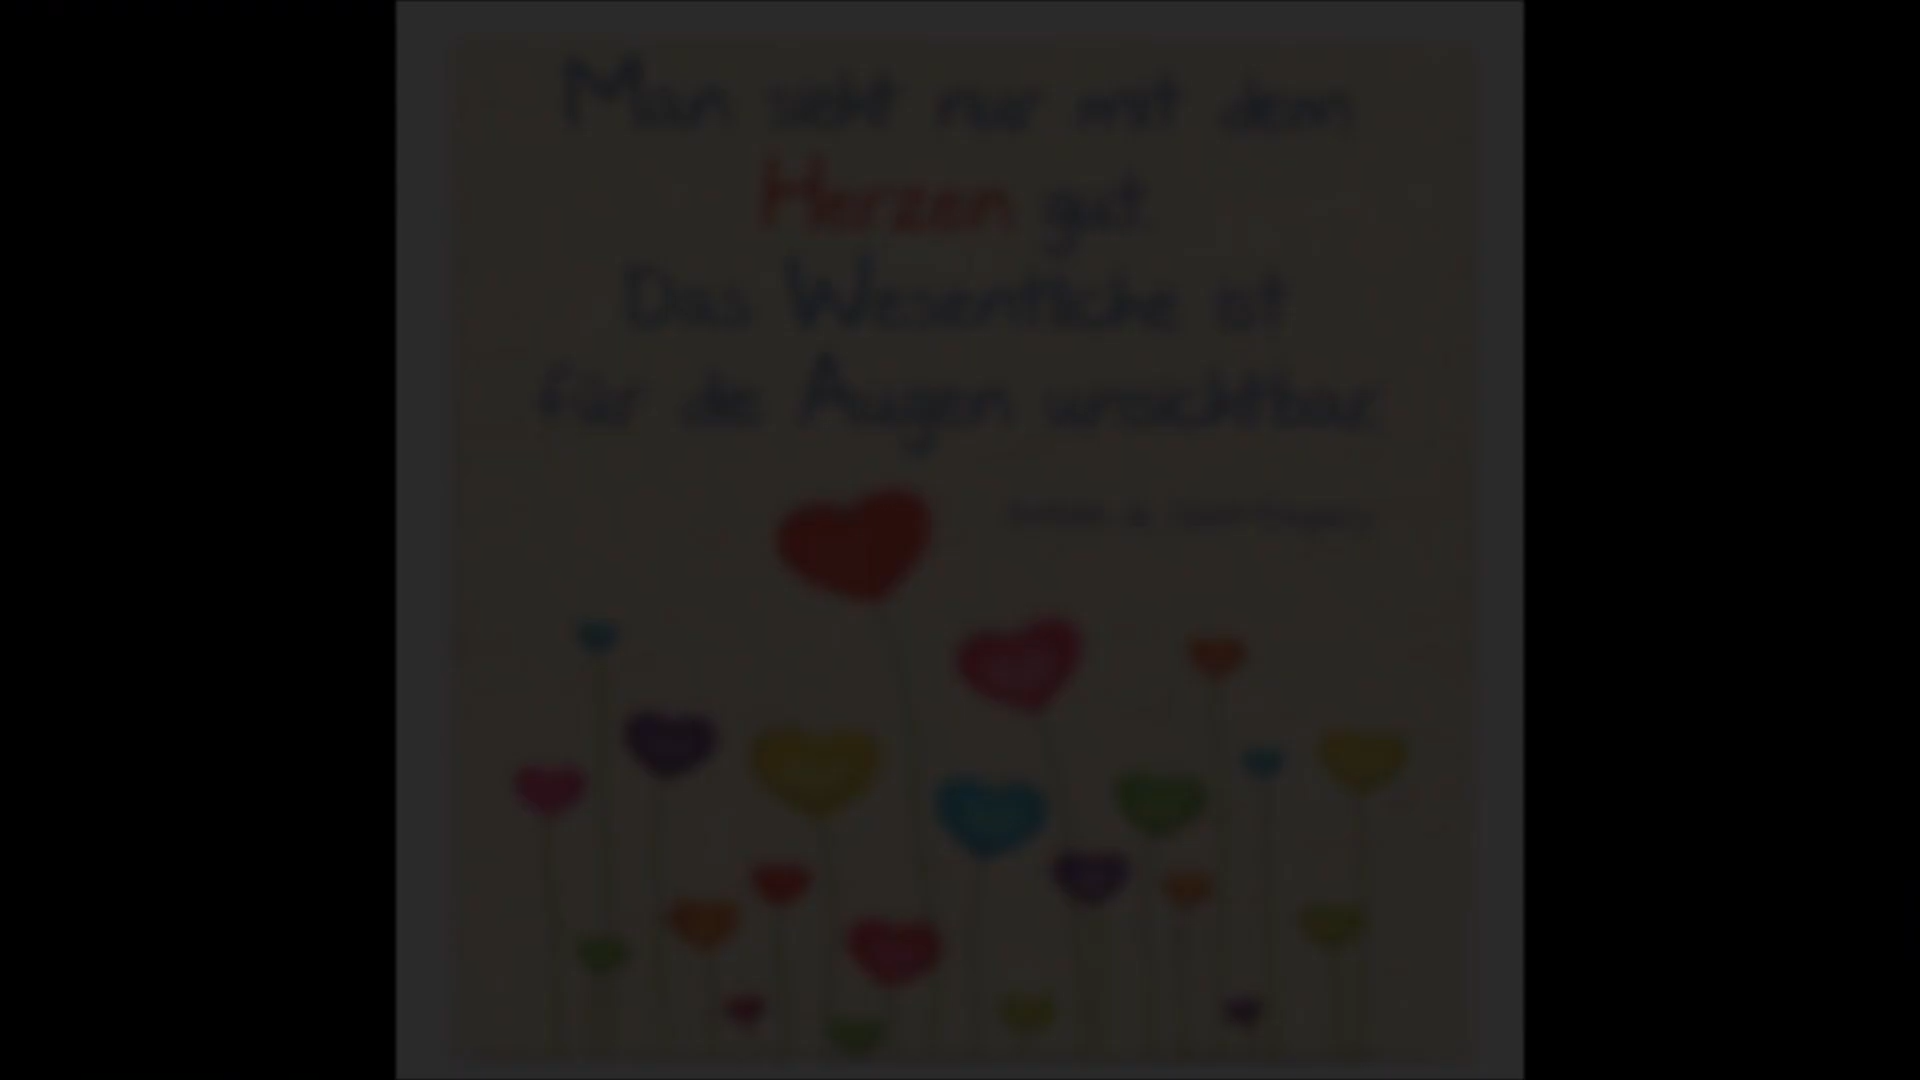 Man sieht nur mit dem
Herzen gut.
Das Wesentliche ist
für die Augen unsichtbar.